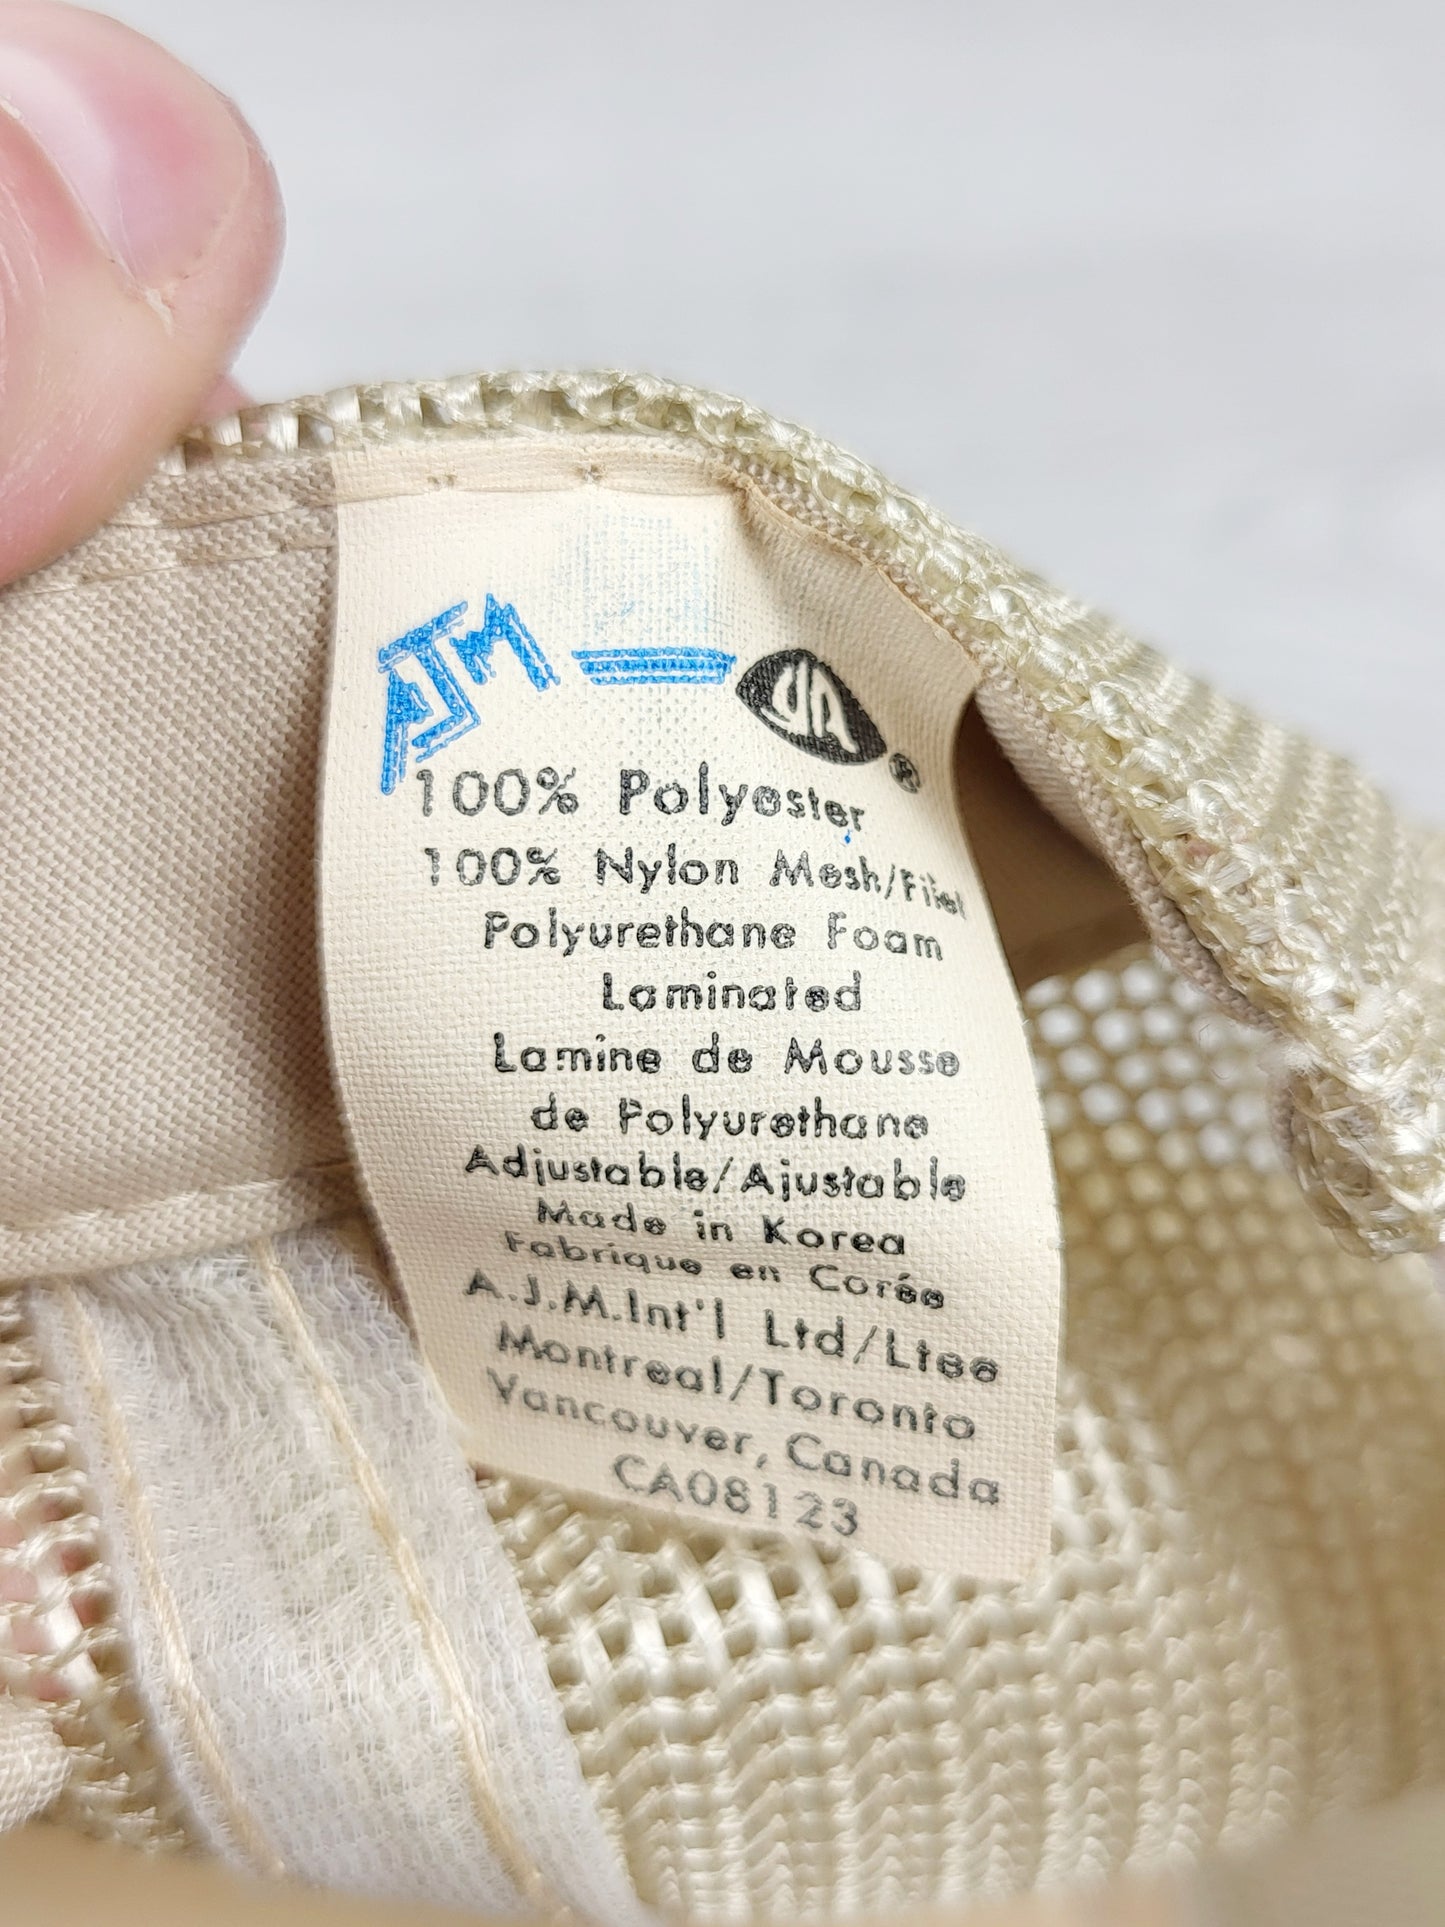 AJM
YA ®
100% Polyester
100% Nylon Mesh/Filet
Polyurethane Foam
Laminated
Lamine de Mousse
de Polyurethane
Adjustable/Ajustable
Made in Korea
Fabrique en Corée
A.J.M.Int'l Ltd/Ltee
Montreal/Toronto
Vancouver, Canada
CA08123